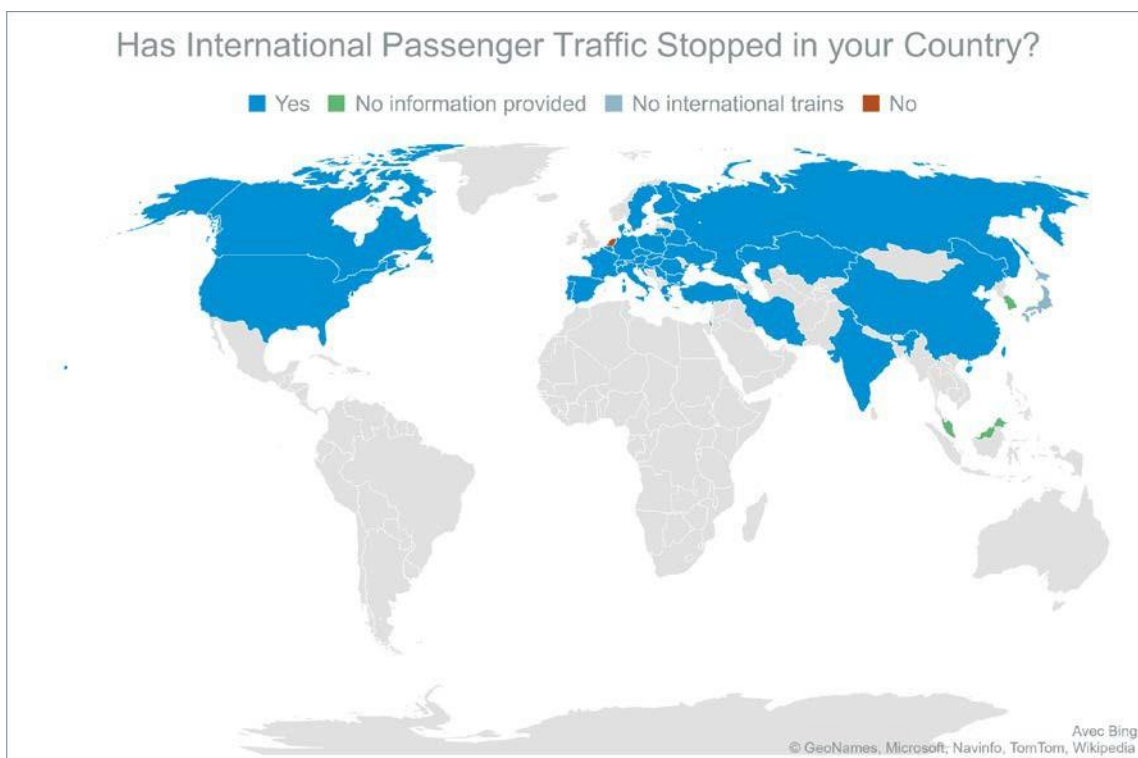 Has International Passenger Traffic Stopped in your Country?
Yes No information provided No international trains No
Avec Bing
© GeoNames, Microsoft, Navinfo, TomTom, Wikipedia